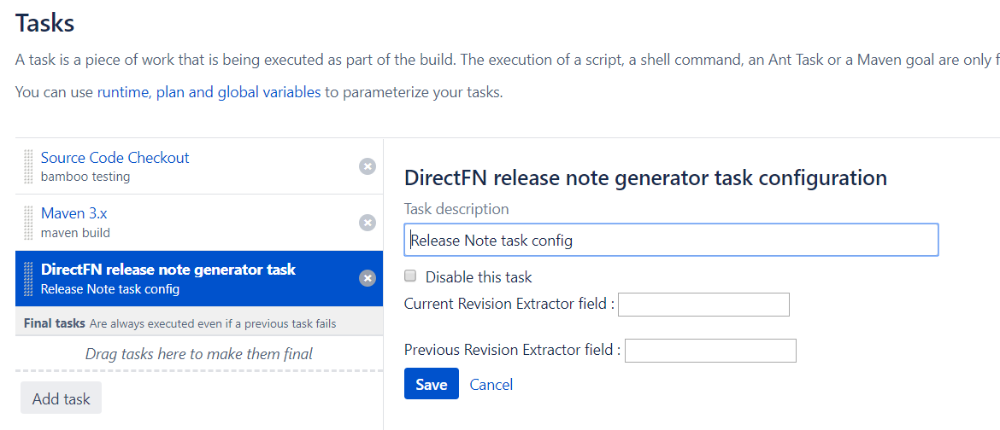 Tasks
A task is a piece of work that is being executed as part of the build. The execution of a script, a shell command, an Ant Task or a Maven goal are only f
You can use runtime, plan and global variables to parameterize your tasks.
Source Code Checkout
bamboo testing
Maven 3.x
maven build
DirectFN release note generator task
Release Note task config
Final tasks Are always executed even if a previous task fails
Drag tasks here to make them final
Add task
DirectFN release note generator task configuration
Task description
Release Note task config
Disable this task
Current Revision Extractor field :
Previous Revision Extractor field :
Save Cancel